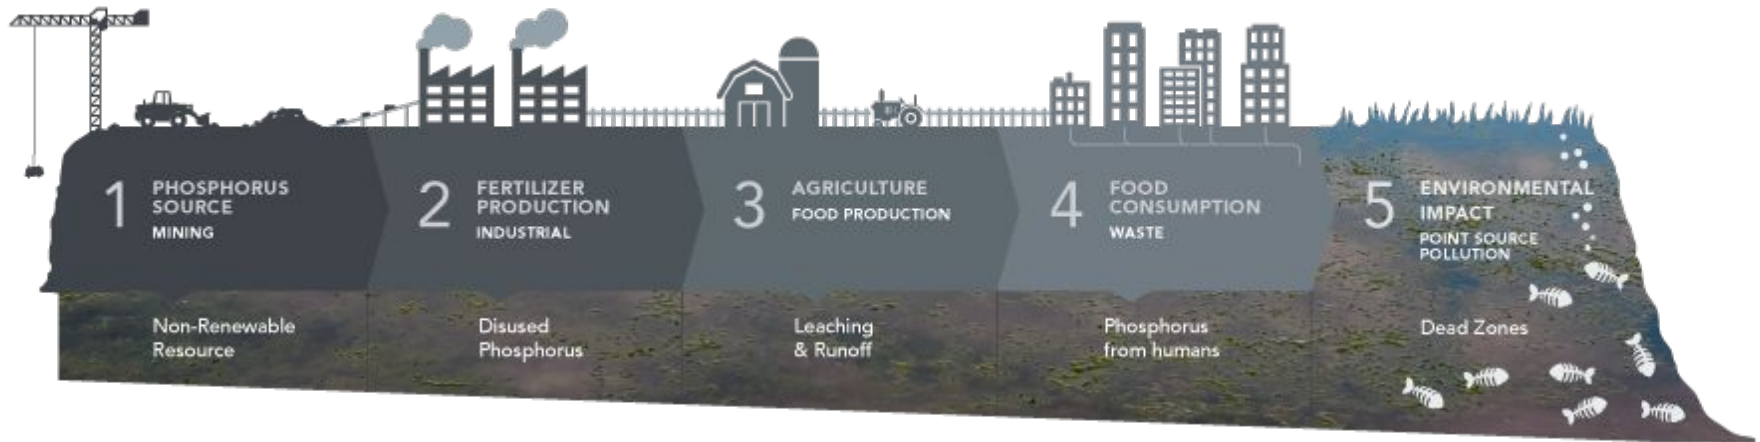 1
PHOSPHORUS
SOURCE
MINING
Non-Renewable
Resource
2
FERTILIZER
PRODUCTION
INDUSTRIAL
Disused
Phosphorus
3
AGRICULTURE
FOOD PRODUCTION
Leaching
& Runoff
4
FOOD
CONSUMPTION
WASTE
Phosphorus
from humans
5
ENVIRONMENTAL
IMPACT
POINT SOURCE
POLLUTION
Dead Zones